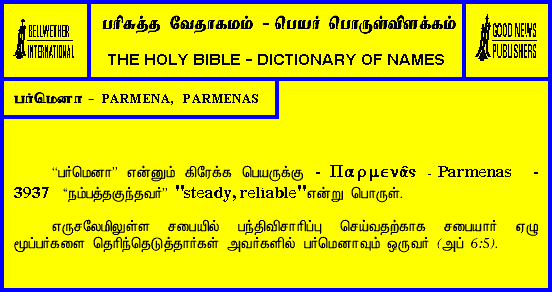 BELLWETHER
INTERNATIONAL
பரிசுத்த வேதாகமம் - பெயர் பொருள்விளக்கம்
THE HOLY BIBLE - DICTIONARY OF NAMES
GOOD NEWS
PUBLISHERS
பர்மெனா - PARMENA, PARMENAS
“பர்மெனா” என்னும் கிரேக்க பெயருக்கு - Παρμενᾶς - Parmenas -
3937 “நம்பத்தகுந்தவர்” "steady, reliable" என்று பொருள்.
எருசலேமிலுள்ள சபையில் பந்திவிசாரிப்பு செய்வதற்காக சபையார் ஏழு
மூப்பர்களை தெரிந்தெடுத்தார்கள் அவர்களில் பர்மெனாவும் ஒருவர் (அப் 6:5).